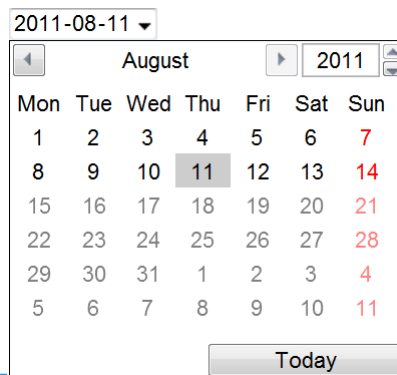 2011-08-11
August 2011
Mon Tue Wed Thu Fri Sat Sun
1 2 3 4 5 6 7
8 9 10 11 12 13 14
15 16 17 18 19 20 21
22 23 24 25 26 27 28
29 30 31 1 2 3 4
5 6 7 8 9 10 11
Today